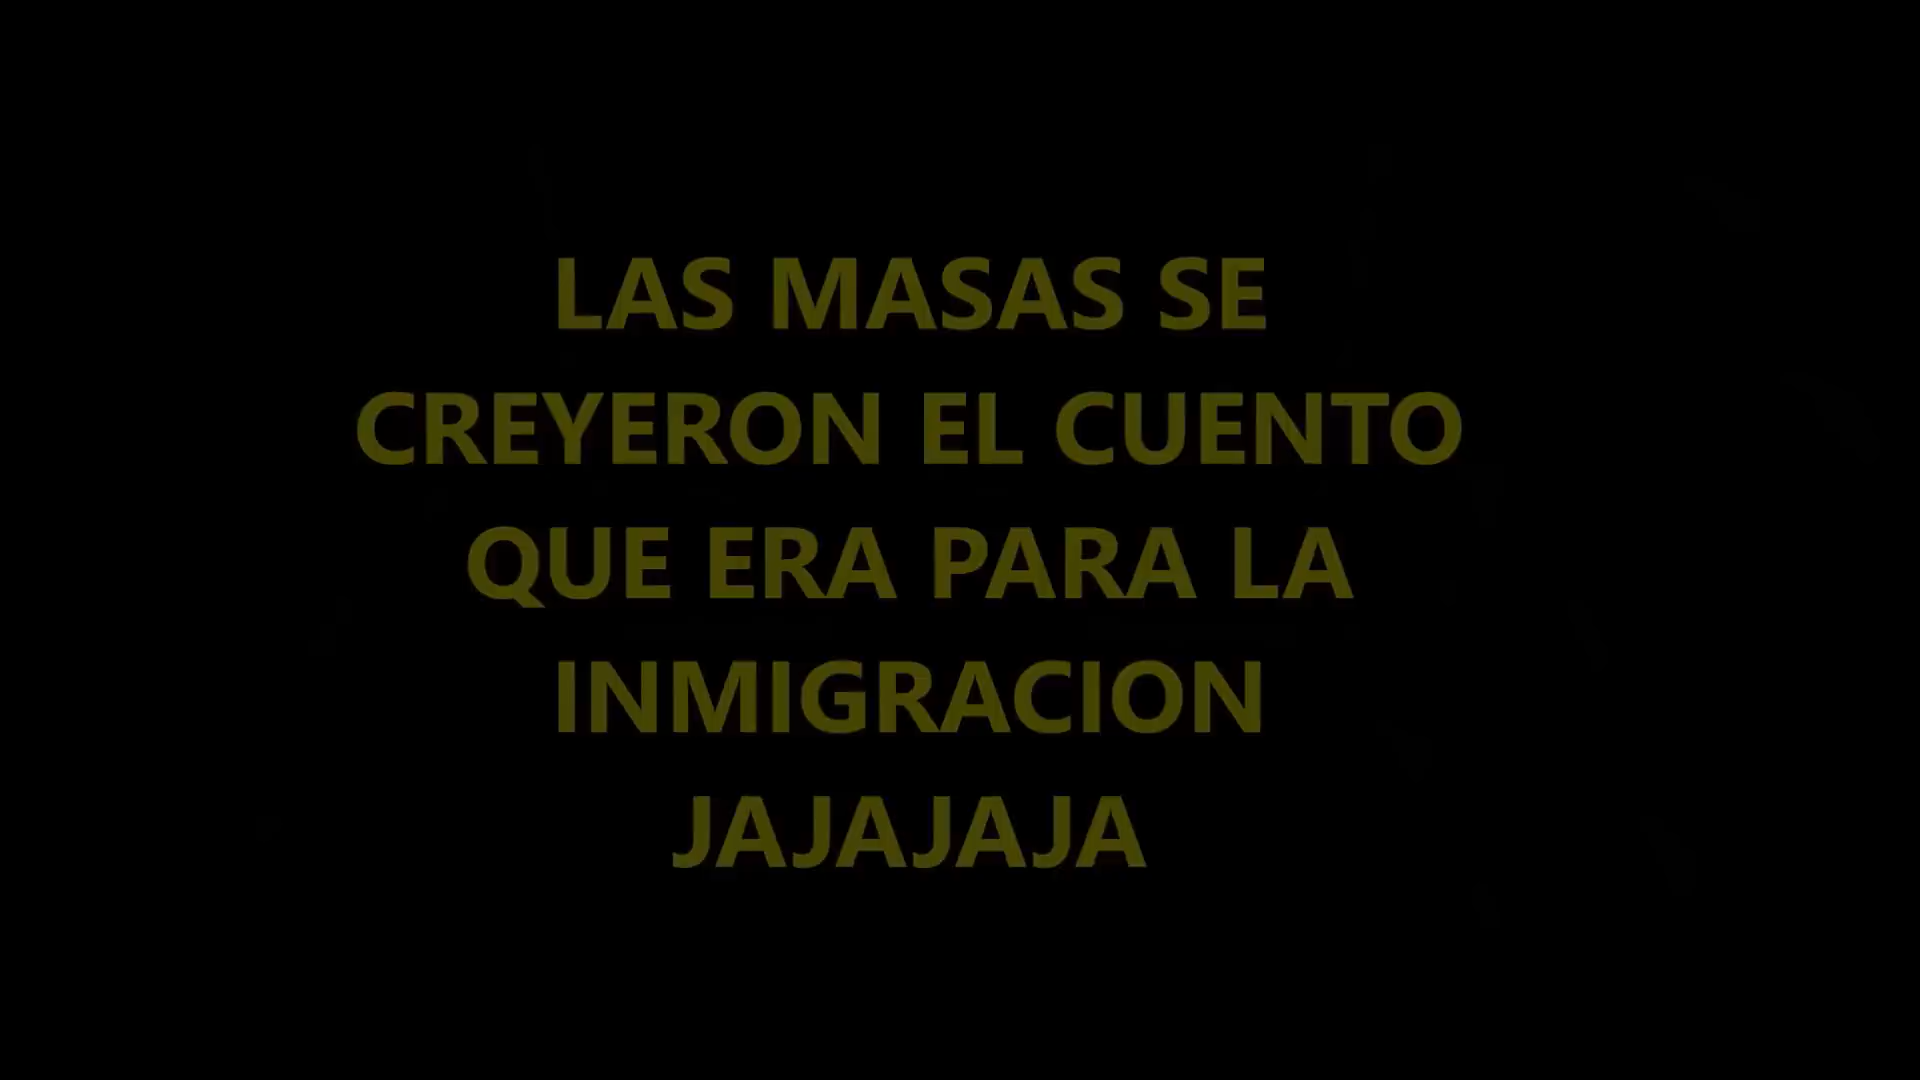 LAS MASAS SE
CREYERON EL CUENTO
QUE ERA PARA LA
INMIGRACION
JAJAJAJA